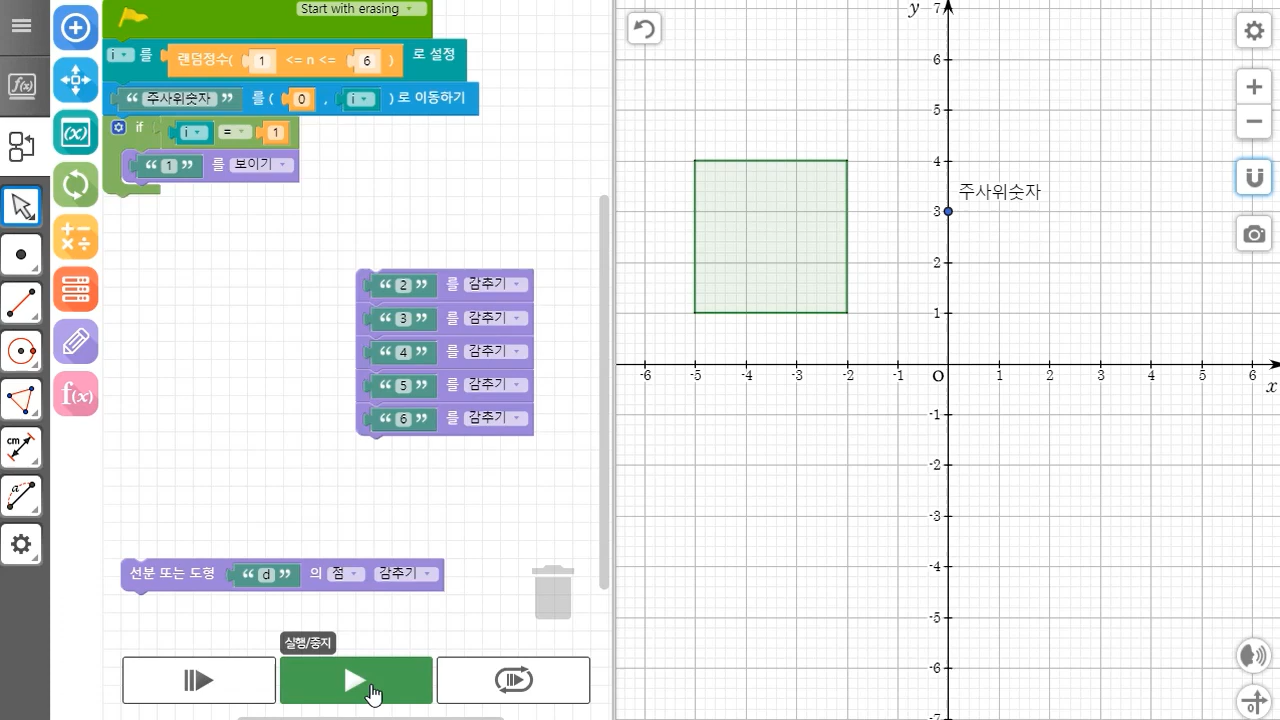 Start with erasing
i 를 랜덤정수( 1 <= n <= 6 ) 로 설정
“ 주사위숫자 ” 를 ( 0 , i ) 로 이동하기
if i = 1
“ 1 ” 를 보이기
“ 2 ” 를 감추기
“ 3 ” 를 감추기
“ 4 ” 를 감추기
“ 5 ” 를 감추기
“ 6 ” 를 감추기
선분 또는 도형 “ d ” 의 점 감추기
실행/중지
f(x)
(x)
f(x)
cm
a
y
7
6
5
4
주사위숫자
3
2
1
-6 -5 -4 -3 -2 -1 O 1 2 3 4 5 6
x
-1
-2
-3
-4
-5
-6
-7